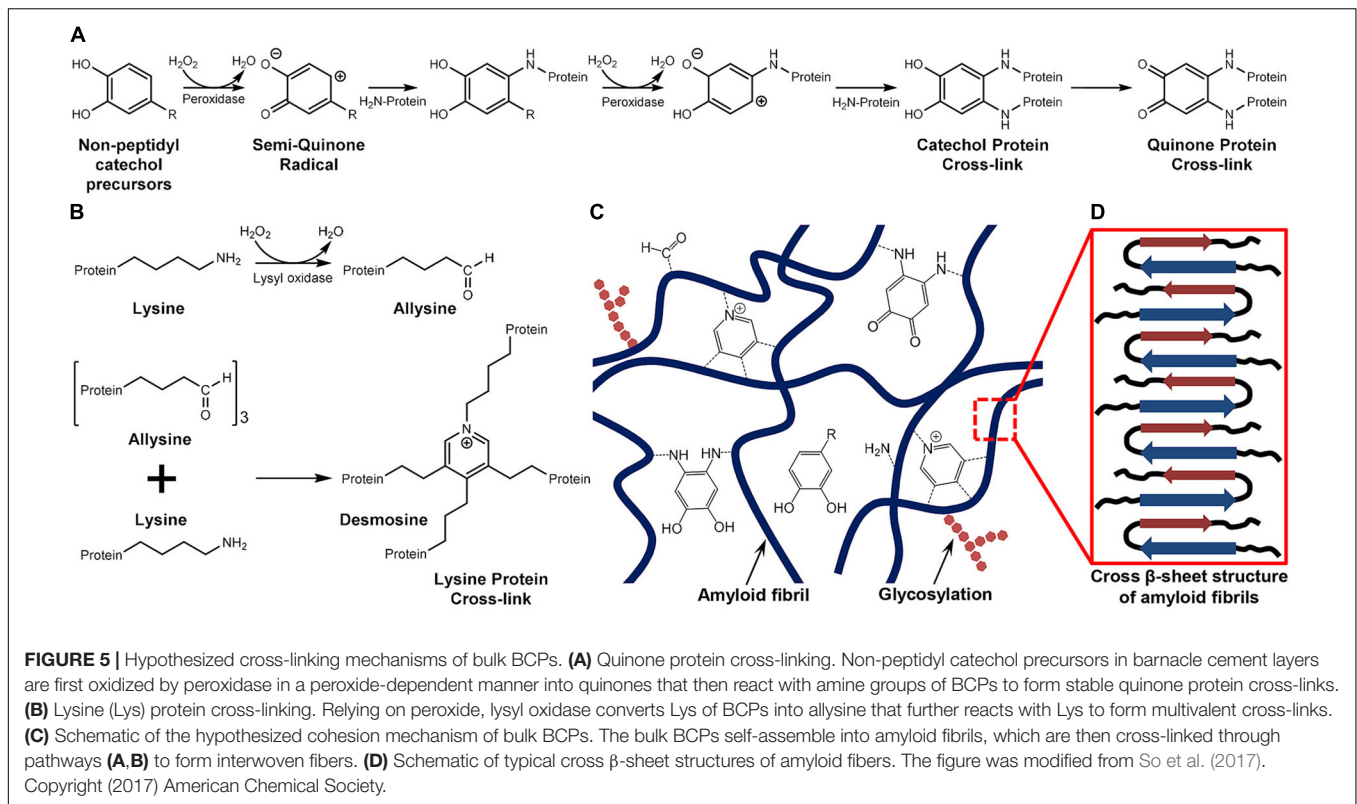 A
HO
HO
R
H₂O₂
H₂O
Peroxidase
⊖
O
O
⊕
R
H₂N-Protein
HO
HO
H
N
Protein
R
H₂O₂
H₂O
Peroxidase
⊖
O
HO
H
N
Protein
⊕
H₂N-Protein
HO
HO
H
N
Protein
Protein
N
H
O
O
H
N
Protein
Protein
N
H
Non-peptidyl
catechol
precursors
Semi-Quinone
Radical
Catechol Protein
Cross-link
Quinone Protein
Cross-link
B
Protein
NH₂
Lysine
H₂O₂
H₂O
Lysyl oxidase
Protein
H
C
O
Allysine
Protein
C
H
O
3
Allysine
+
Lysine
Protein
NH₂
Protein
N
⊕
Protein
Protein
Desmosine
Protein
Lysine Protein
Cross-link
C
H
C
O
N
⊕
NH
NH
O
O
HN
NH
HO
OH
R
HO
OH
H₂N
N
⊕
Amyloid fibril
Glycosylation
D
Cross β-sheet structure
of amyloid fibrils
FIGURE 5 | Hypothesized cross-linking mechanisms of bulk BCPs. (A) Quinone protein cross-linking. Non-peptidyl catechol precursors in barnacle cement layers
are first oxidized by peroxidase in a peroxide-dependent manner into quinones that then react with amine groups of BCPs to form stable quinone protein cross-links.
(B) Lysine (Lys) protein cross-linking. Relying on peroxide, lysyl oxidase converts Lys of BCPs into allysine that further reacts with Lys to form multivalent cross-links.
(C) Schematic of the hypothesized cohesion mechanism of bulk BCPs. The bulk BCPs self-assemble into amyloid fibrils, which are then cross-linked through
pathways (A,B) to form interwoven fibers. (D) Schematic of typical cross β-sheet structures of amyloid fibers. The figure was modified from So et al. (2017).
Copyright (2017) American Chemical Society.